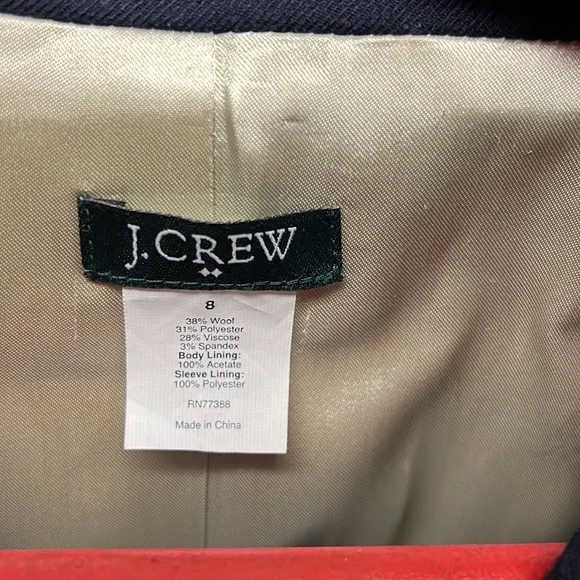 J.CREW
8
38% Wool
31% Polyester
28% Viscose
3% Spandex
Body Lining:
100% Acetate
Sleeve Lining:
100% Polyester
RN77388
Made in China